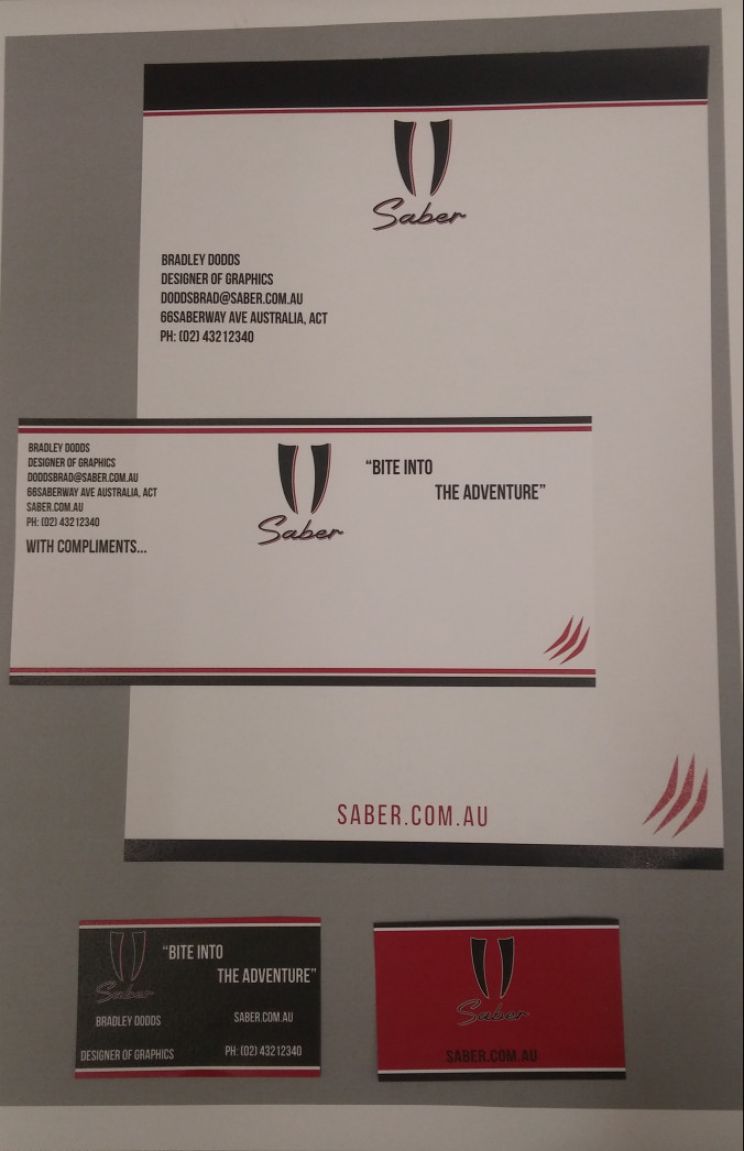 Saber
BRADLEY DODDS
DESIGNER OF GRAPHICS
DODDSBRAD@SABER.COM.AU
66SABERWAY AVE AUSTRALIA, ACT
PH: (02) 43212340
BRADLEY DODDS
DESIGNER OF GRAPHICS
DODDSBRAD@SABER.COM.AU
66SABERWAY AVE AUSTRALIA, ACT
SABER.COM.AU
PH: (02) 43212340
WITH COMPLIMENTS...
Saber
“BITE INTO
THE ADVENTURE”
SABER.COM.AU
Saber
“BITE INTO
THE ADVENTURE”
BRADLEY DODDS
SABER.COM.AU
DESIGNER OF GRAPHICS
PH: (02) 43212340
Saber
SABER.COM.AU